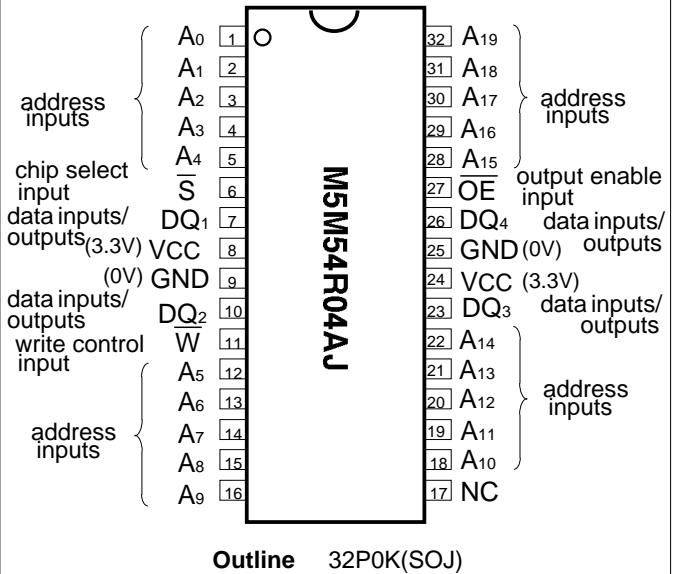 A0 1 32 A19
A1 2 31 A18
address inputs A2 3 30 A17 address inputs
A3 4 29 A16
A4 5 28 A15
chip select input S̅ 6 27 O̅E̅ output enable input
data inputs/ outputs DQ1 7 26 DQ4 data inputs/ outputs
(3.3V) VCC 8 25 GND (0V)
(0V) GND 9 24 VCC (3.3V)
data inputs/ outputs DQ2 10 23 DQ3 data inputs/ outputs
write control input W̅ 11 22 A14
A5 12 21 A13
A6 13 20 A12 address inputs
address inputs A7 14 19 A11
A8 15 18 A10
A9 16 17 NC
M5M54R04AJ
Outline 32P0K(SOJ)